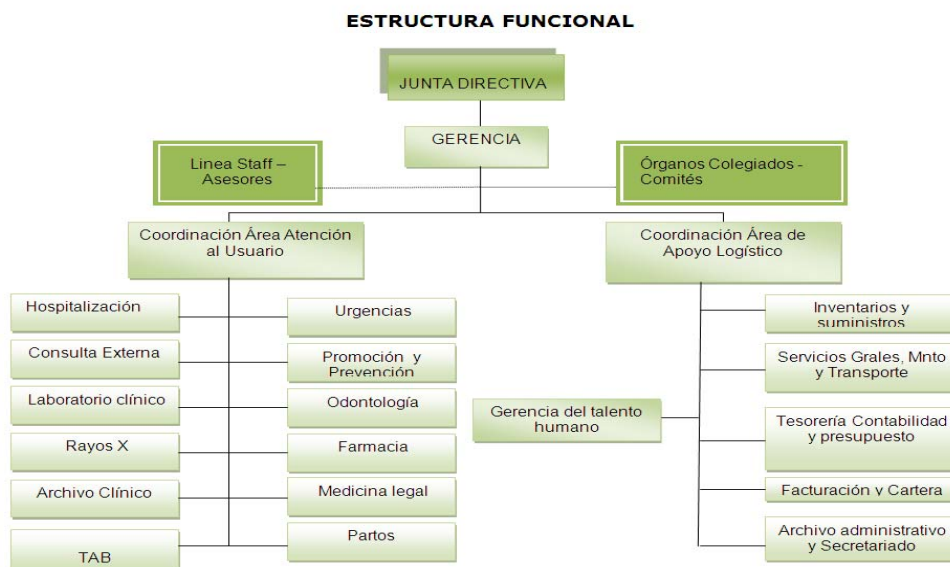 ESTRUCTURA FUNCIONAL
JUNTA DIRECTIVA
GERENCIA
Linea Staff –
Asesores
Órganos Colegiados -
Comités
Coordinación Área Atención
al Usuario
Coordinación Área de
Apoyo Logístico
Hospitalización
Urgencias
Consulta Externa
Promoción y
Prevención
Laboratorio clínico
Odontología
Rayos X
Farmacia
Archivo Clínico
Medicina legal
TAB
Partos
Gerencia del talento
humano
Inventarios y
suministros
Servicios Grales, Mnto
y Transporte
Tesorería Contabilidad
y presupuesto
Facturación y Cartera
Archivo administrativo
y Secretariado